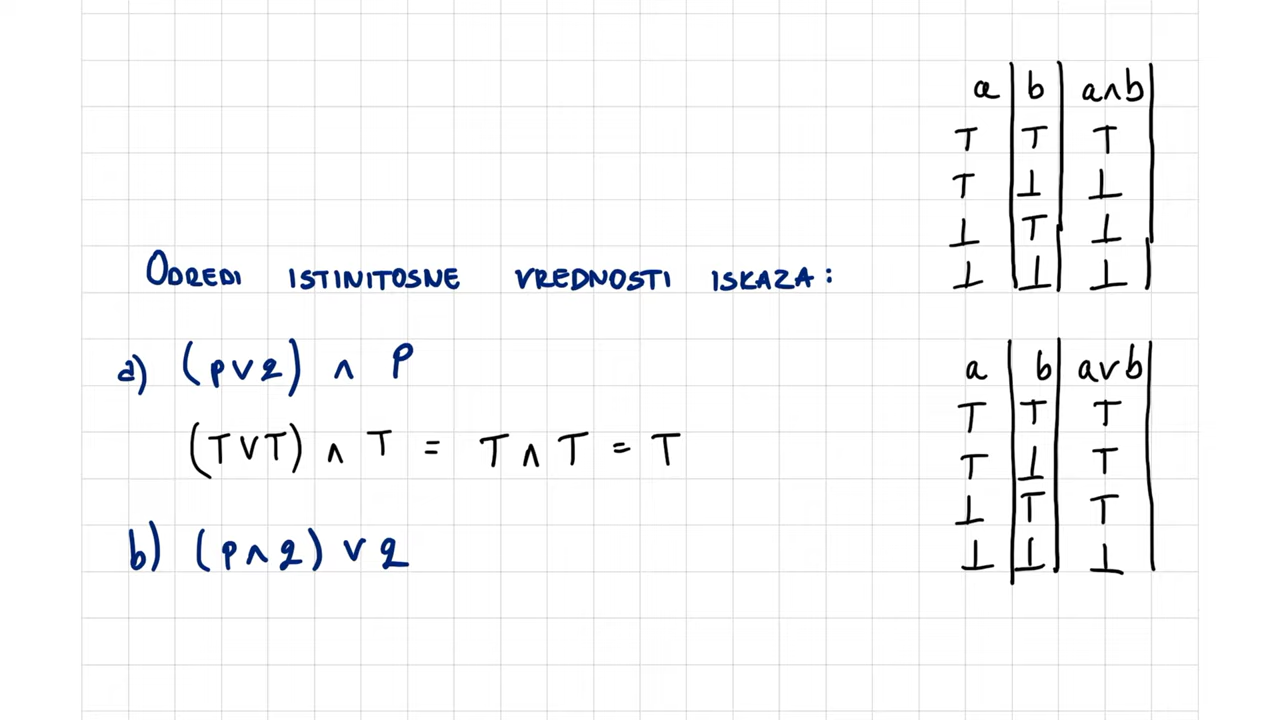 a b a∧b
T T T
T ⊥ ⊥
⊥ T ⊥
⊥ ⊥ ⊥
ODREDI ISTINITOSNE VREDNOSTI ISKAZA:
a) (p∨q) ∧ p
(T∨T) ∧ T = T∧T = T
b) (p∧q) ∨ q
a b a∨b
T T T
T ⊥ T
⊥ T T
⊥ ⊥ ⊥